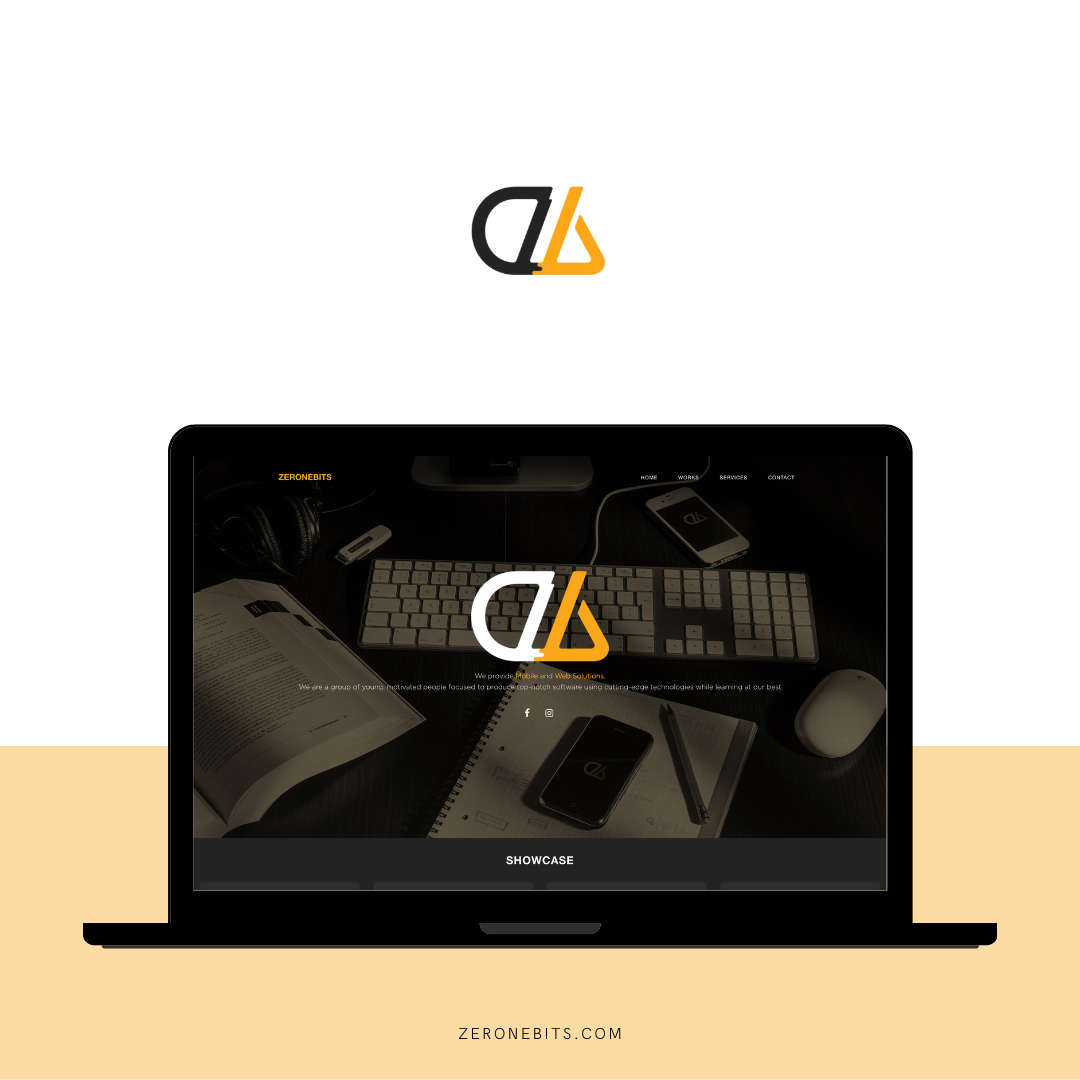 ZERONEBITS
HOME WORKS SERVICES CONTACT
We provide Mobile and Web Solutions.
We are a group of young, motivated people focused to produce top-notch software using cutting-edge technologies while learning at our best
SHOWCASE
ZERONEBITS.COM